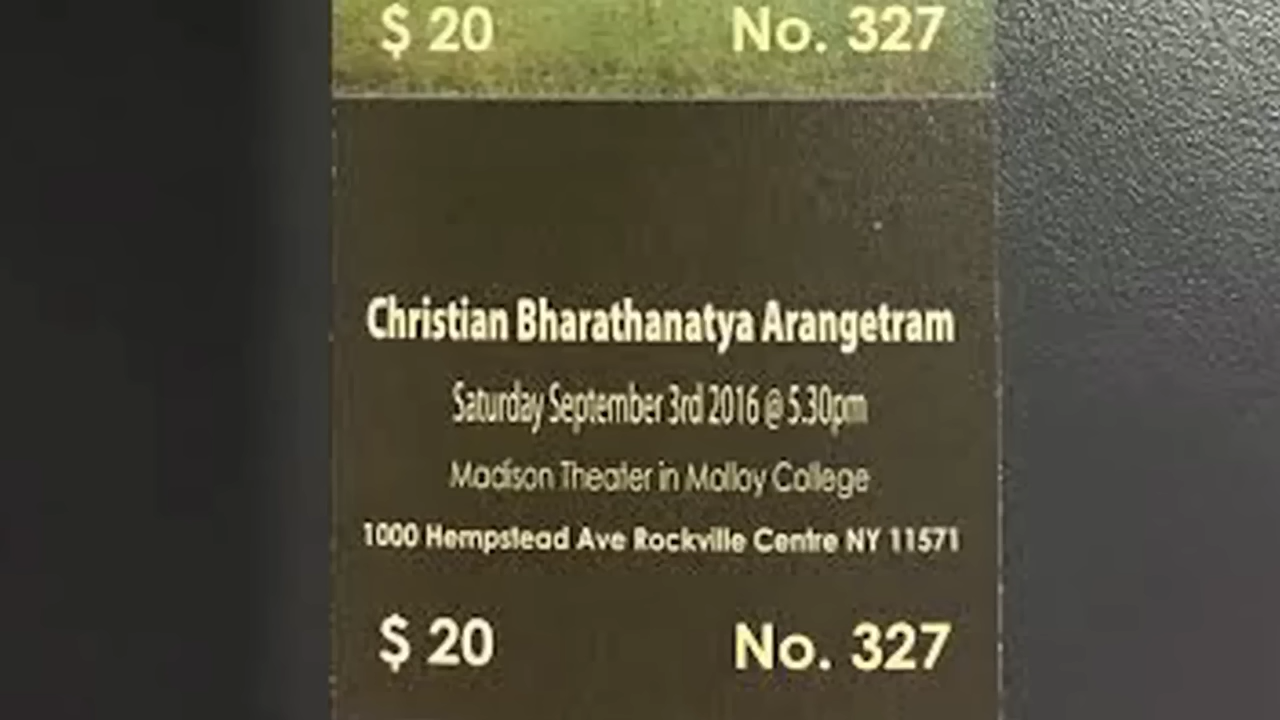 $ 20 No. 327
Christian Bharathanatya Arangetram
Saturday September 3rd 2016 @ 5.30pm
Madison Theater in Molloy College
1000 Hempstead Ave Rockville Centre NY 11571
$ 20 No. 327